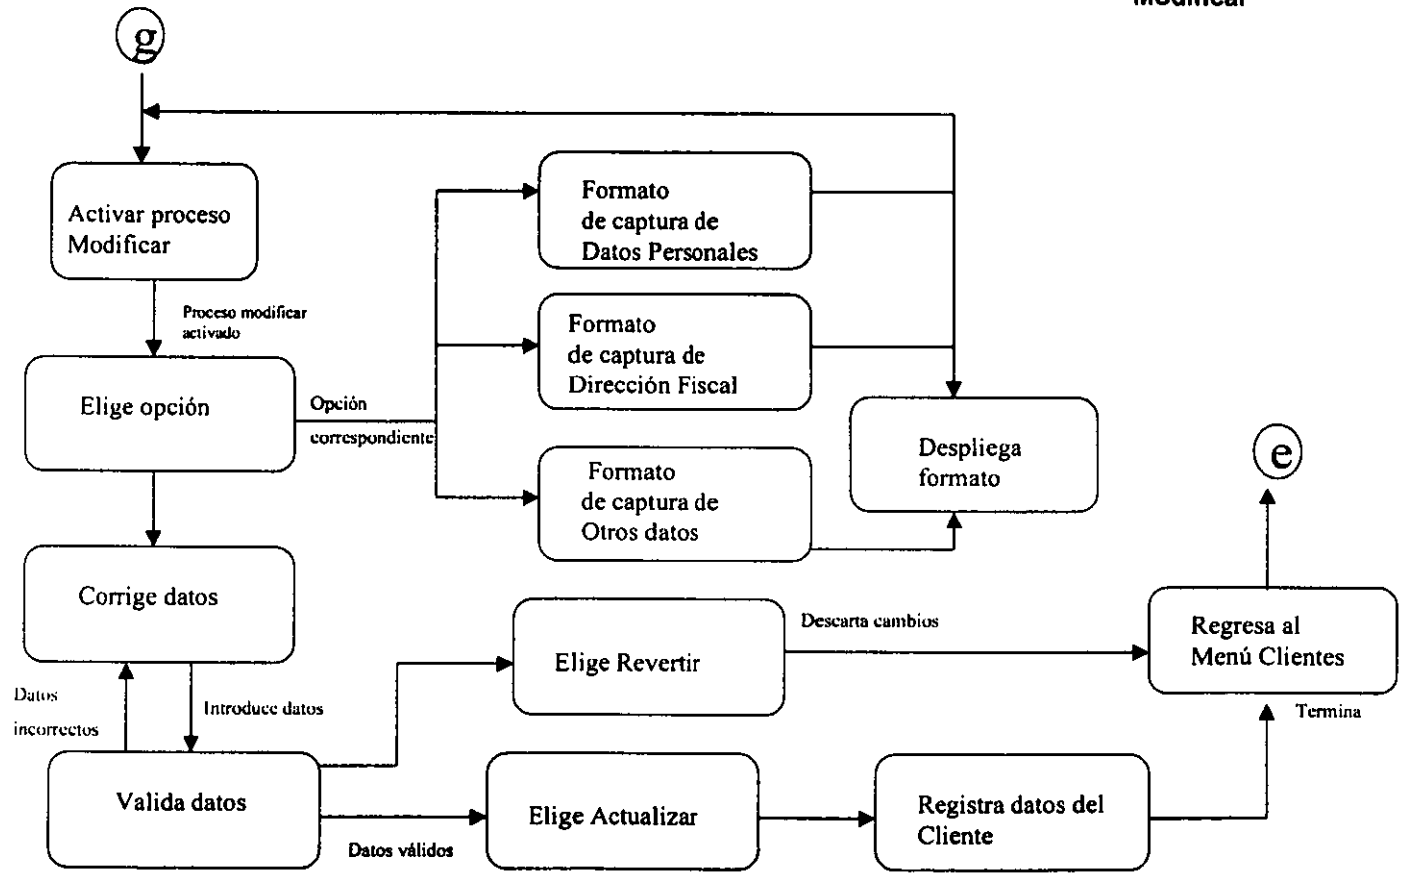 Modificar
g
Activar proceso
Modificar
Proceso modificar
activado
Elige opción
Opción
correspondiente
Formato
de captura de
Datos Personales
Formato
de captura de
Dirección Fiscal
Formato
de captura de
Otros datos
Despliega
formato
e
Corrige datos
Datos
incorrectos
Introduce datos
Valida datos
Elige Revertir
Descarta cambios
Regresa al
Menú Clientes
Termina
Datos válidos
Elige Actualizar
Registra datos del
Cliente